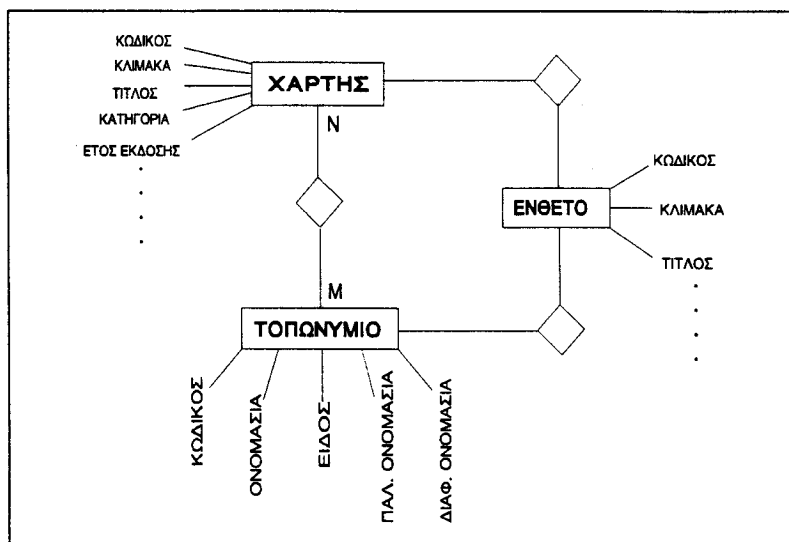 ΚΩΔΙΚΟΣ
ΚΛΙΜΑΚΑ
ΤΙΤΛΟΣ
ΚΑΤΗΓΟΡΙΑ
ΕΤΟΣ ΕΚΔΟΣΗΣ
ΧΑΡΤΗΣ
N
ΕΝΘΕΤΟ
ΚΩΔΙΚΟΣ
ΚΛΙΜΑΚΑ
ΤΙΤΛΟΣ
M
ΤΟΠΩΝΥΜΙΟ
ΚΩΔΙΚΟΣ
ΟΝΟΜΑΣΙΑ
ΕΙΔΟΣ
ΠΑΛ. ΟΝΟΜΑΣΙΑ
ΔΙΑΦ. ΟΝΟΜΑΣΙΑ